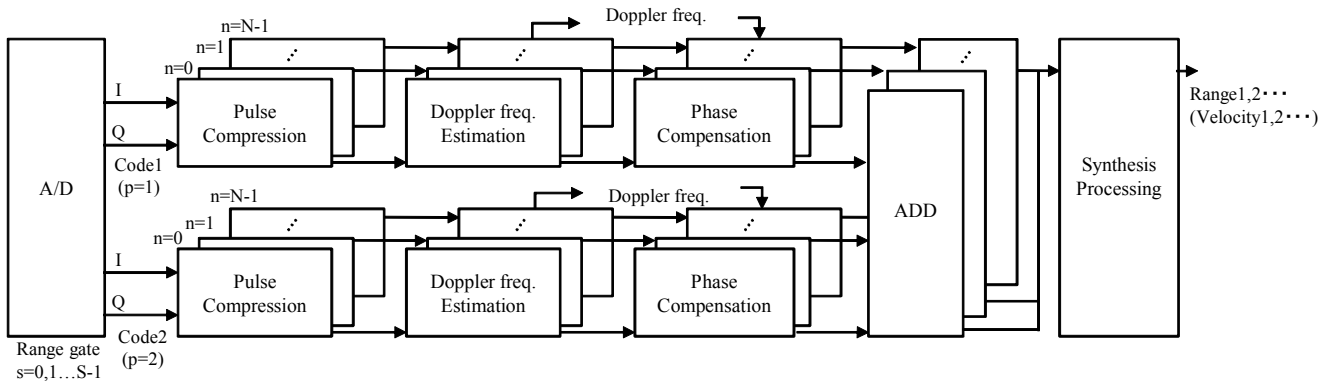 n=N-1
n=1
n=0
⋰
⋰
Doppler freq.
⋰
⋰
I
Q
Code1
(p=1)
Pulse
Compression
Doppler freq.
Estimation
Phase
Compensation
A/D
Range gate
s=0,1…S-1
n=N-1
n=1
n=0
⋰
⋰
Doppler freq.
⋰
I
Q
Code2
(p=2)
Pulse
Compression
Doppler freq.
Estimation
Phase
Compensation
ADD
Synthesis
Processing
Range1,2···
(Velocity1,2···)